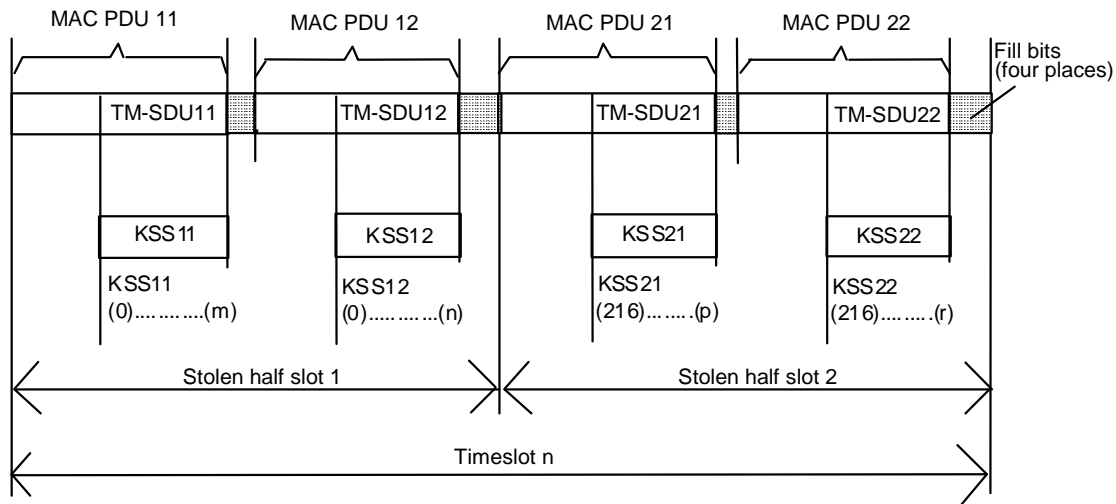 MAC PDU 11
MAC PDU 12
MAC PDU 21
MAC PDU 22
Fill bits
(four places)
TM-SDU11
TM-SDU12
TM-SDU21
TM-SDU22
KSS11
KSS12
KSS21
KSS22
KSS11
(0)...........(m)
KSS12
(0)............(n)
KSS21
(216).......(p)
KSS22
(216).........(r)
Stolen half slot 1
Stolen half slot 2
Timeslot n